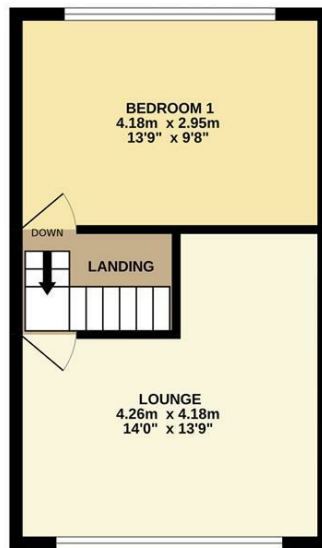 BEDROOM 1
4.18m x 2.95m
13'9" x 9'8"
DOWN
LANDING
LOUNGE
4.26m x 4.18m
14'0" x 13'9"